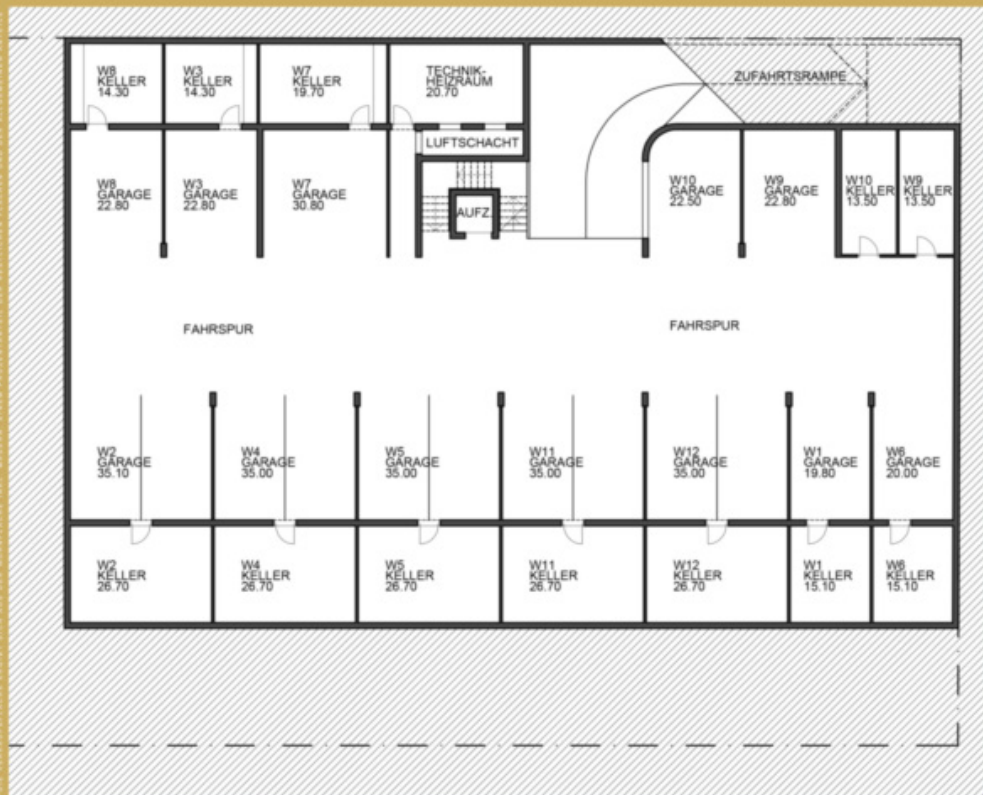 W8
KELLER
14.30
W3
KELLER
14.30
W7
KELLER
19.70
TECHNIK-
HEIZRAUM
20.70
ZUFAHRTSRAMPE
LUFTSCHACHT
W8
GARAGE
22.80
W3
GARAGE
22.80
W7
GARAGE
30.80
AUFZ.
W10
GARAGE
22.50
W9
GARAGE
22.80
W10
KELLER
13.50
W9
KELLER
13.50
FAHRSPUR
FAHRSPUR
W2
GARAGE
35.10
W4
GARAGE
35.00
W5
GARAGE
35.00
W11
GARAGE
35.00
W12
GARAGE
35.00
W1
GARAGE
19.80
W6
GARAGE
20.00
W2
KELLER
26.70
W4
KELLER
26.70
W5
KELLER
26.70
W11
KELLER
26.70
W12
KELLER
26.70
W1
KELLER
15.10
W6
KELLER
15.10